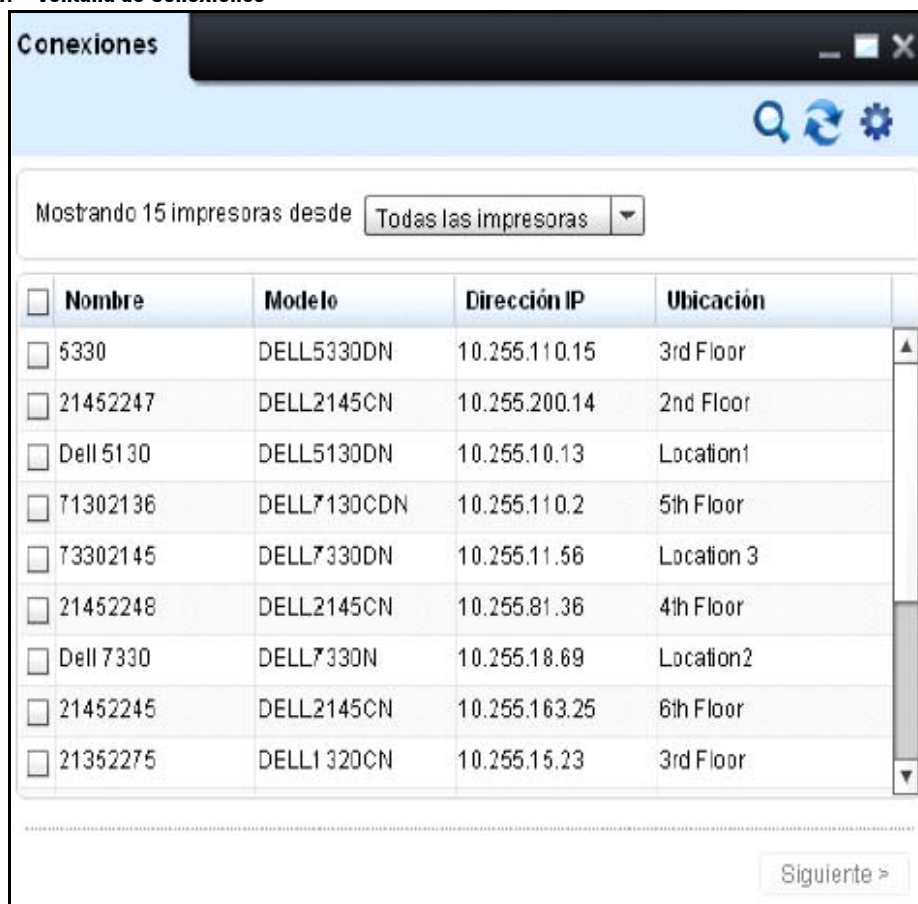 Ventana de Conexiones
Conexiones
Mostrando 15 impresoras desde Todas las impresoras
Nombre Modelo Dirección IP Ubicación
5330 DELL5330DN 10.255.110.15 3rd Floor
21452247 DELL2145CN 10.255.200.14 2nd Floor
Dell 5130 DELL5130DN 10.255.10.13 Location1
71302136 DELL7130CDN 10.255.110.2 5th Floor
73302145 DELL7330DN 10.255.11.56 Location 3
21452248 DELL2145CN 10.255.81.36 4th Floor
Dell 7330 DELL7330N 10.255.18.69 Location2
21452245 DELL2145CN 10.255.163.25 6th Floor
21352275 DELL1320CN 10.255.15.23 3rd Floor
Siguiente >